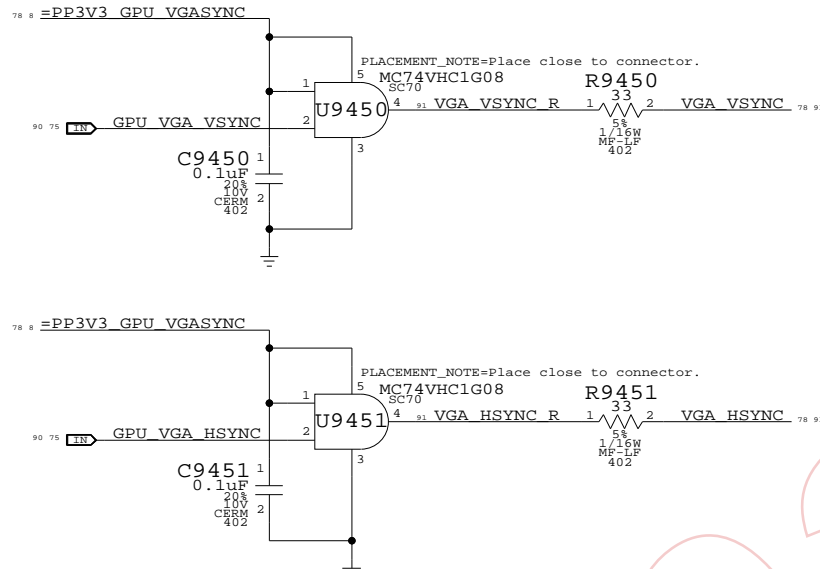 78 8 =PP3V3_GPU_VGASYNC
PLACEMENT_NOTE=Place close to connector.
5 MC74VHC1G08
SC70
R9450
33
1
U9450
4 91 VGA_VSYNC_R 1 2 VGA_VSYNC 78 9
5%
1/16W
MF-LF
402
90 75 IN GPU_VGA_VSYNC 2
3
C9450 1
0.1uF
20%
10V
CERM 2
402
78 8 =PP3V3_GPU_VGASYNC
PLACEMENT_NOTE=Place close to connector.
5 MC74VHC1G08
SC70
R9451
33
1
U9451
4 91 VGA_HSYNC_R 1 2 VGA_HSYNC 78 9
5%
1/16W
MF-LF
402
90 75 IN GPU_VGA_HSYNC 2
3
C9451 1
0.1uF
20%
10V
CERM 2
402